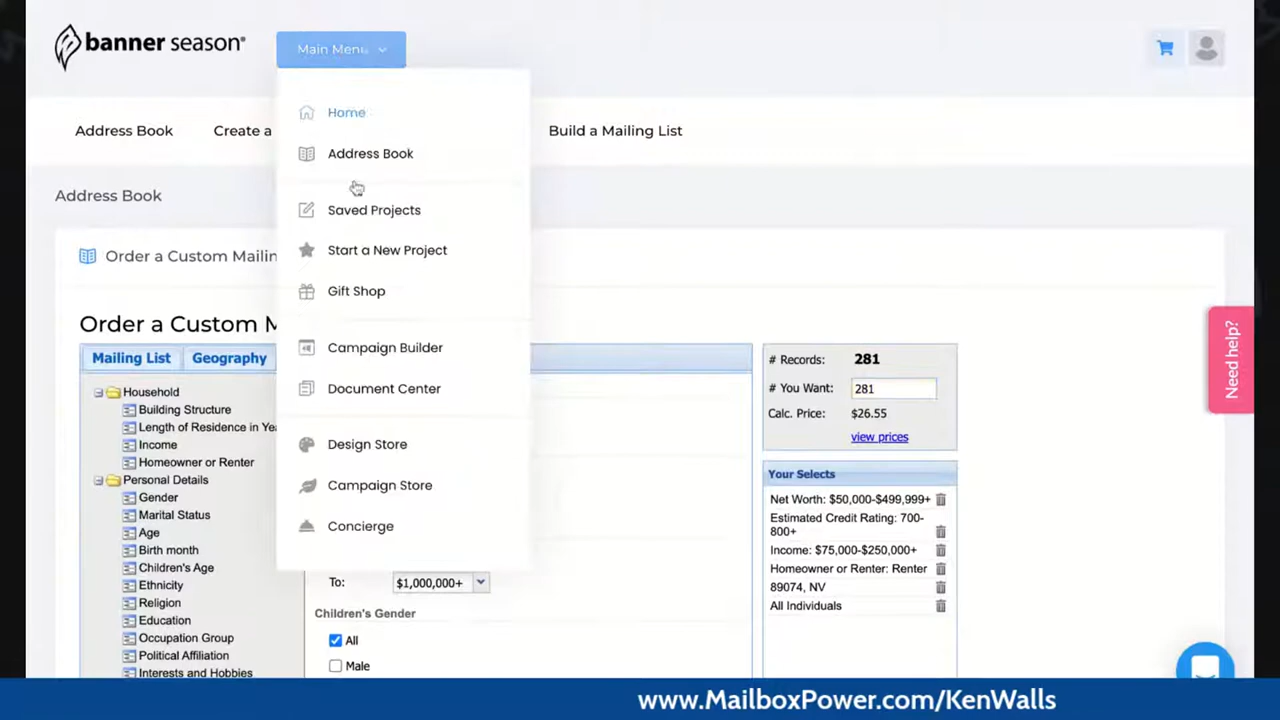 banner season®
Main Menu
Home
Address Book
Saved Projects
Start a New Project
Gift Shop
Campaign Builder
Document Center
Design Store
Campaign Store
Concierge
Address Book
Create a
Build a Mailing List
Address Book
Order a Custom Mailin
Order a Custom M
Mailing List
Geography
Household
Building Structure
Length of Residence in Ye
Income
Homeowner or Renter
Personal Details
Gender
Marital Status
Age
Birth month
Children's Age
Ethnicity
Religion
Education
Occupation Group
Political Affiliation
Interests and Hobbies
To: $1,000,000+
Children's Gender
All
Male
# Records: 281
# You Want: 281
Calc. Price: $26.55
view prices
Your Selects
Net Worth: $50,000-$499,999+
Estimated Credit Rating: 700-
800+
Income: $75,000-$250,000+
Homeowner or Renter: Renter
89074, NV
All Individuals
Need help?
www.MailboxPower.com/KenWalls